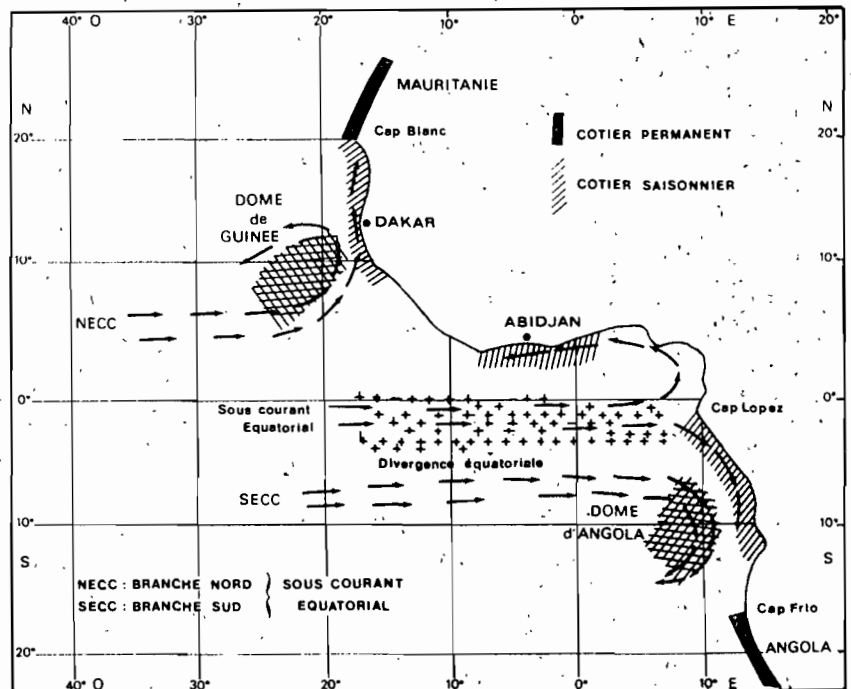 40° O
30°
20°
10°
0°
10° E
20°
N
MAURITANIE
N
20°
Cap Blanc
COTIER PERMANENT
20°
COTIER SAISONNIER
DOME
de
GUINEE
DAKAR
10°
10°
NECC
ABIDJAN
0°
Sous courant
Equatorial
Cap Lopez
0°
Divergence équatoriale
SECC
DOME
d'ANGOLA
10°
10°
S
S
NECC : BRANCHE NORD } SOUS COURANT
SECC : BRANCHE SUD } EQUATORIAL
Cap Frio
ANGOLA
20°
20°
40° O
30°
20°
10°
0°
10° E
20°